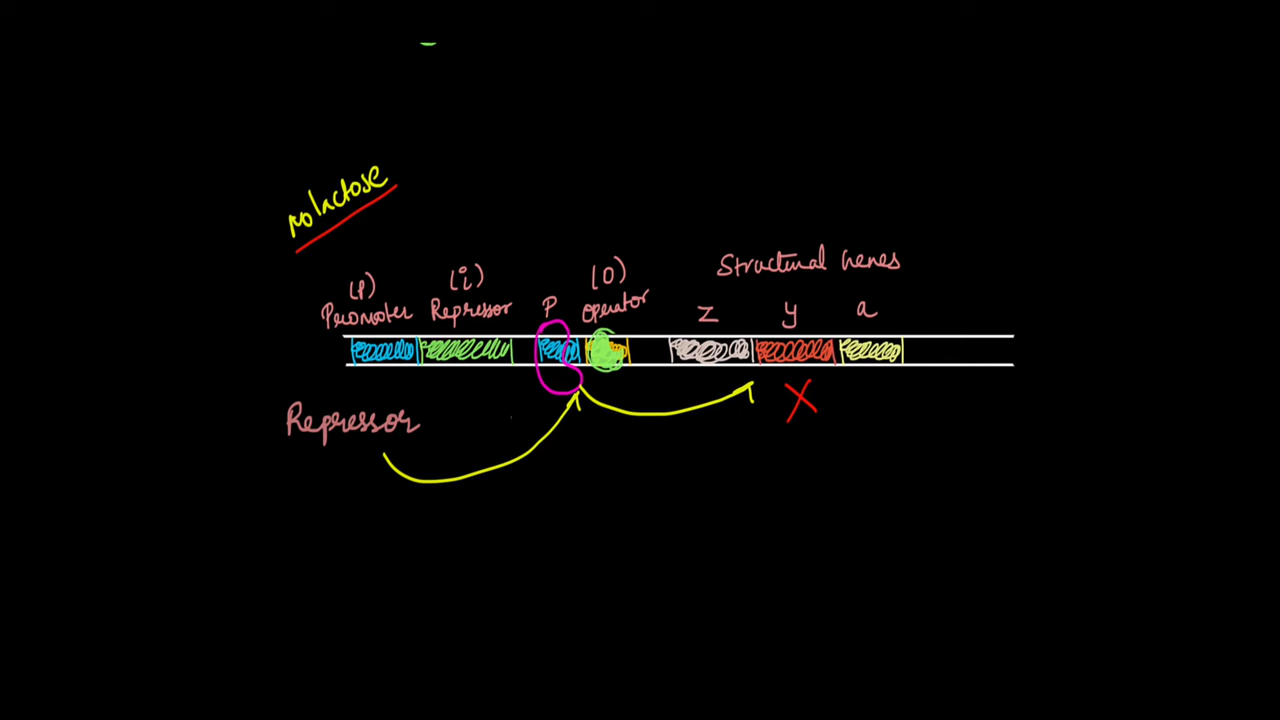 no lactose
(P) (i) (O) Structural Genes
Promoter Repressor P operator z y a
Repressor